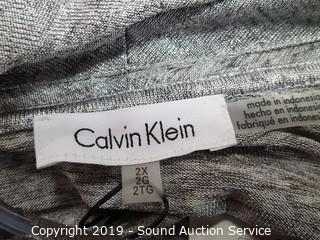 Calvin Klein
made in indonesia
hecho en indonesia
fabriqué en indonésie
2X
2G
2TG
Copyright 2019 - Sound Auction Service